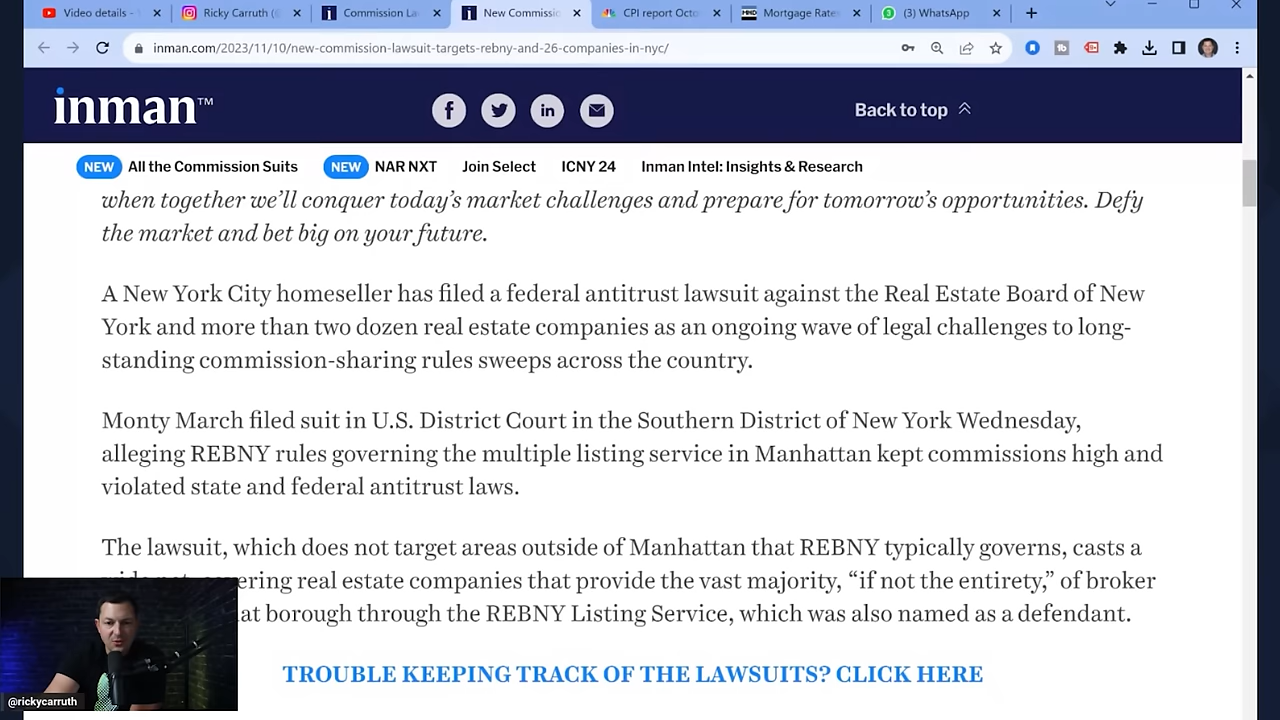 Video details -
Ricky Carruth (
Commission La
New Commissio
CPI report Octo
Mortgage Rates
(3) WhatsApp
inman.com/2023/11/10/new-commission-lawsuit-targets-rebny-and-26-companies-in-nyc/
inman™
Back to top
NEW All the Commission Suits NEW NAR NXT Join Select ICNY 24 Inman Intel: Insights & Research
when together we’ll conquer today’s market challenges and prepare for tomorrow’s opportunities. Defy
the market and bet big on your future.
A New York City homeseller has filed a federal antitrust lawsuit against the Real Estate Board of New
York and more than two dozen real estate companies as an ongoing wave of legal challenges to long-
standing commission-sharing rules sweeps across the country.
Monty March filed suit in U.S. District Court in the Southern District of New York Wednesday,
alleging REBNY rules governing the multiple listing service in Manhattan kept commissions high and
violated state and federal antitrust laws.
The lawsuit, which does not target areas outside of Manhattan that REBNY typically governs, casts a
real estate companies that provide the vast majority, “if not the entirety,” of broker
borough through the REBNY Listing Service, which was also named as a defendant.
TROUBLE KEEPING TRACK OF THE LAWSUITS? CLICK HERE
@rickycarruth